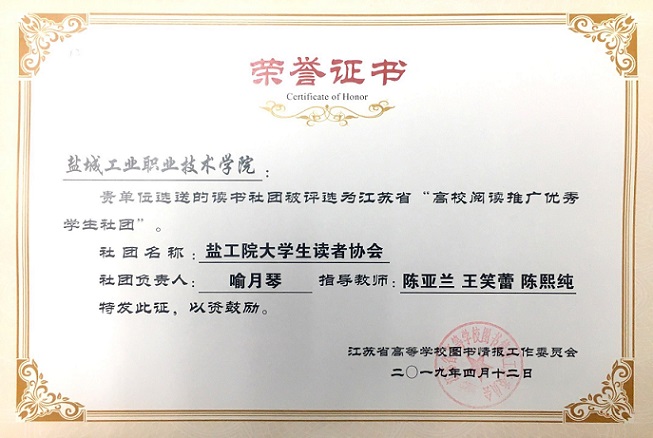 荣誉证书
Certificate of Honor
盐城工业职业技术学院：
贵单位选送的读书社团被评选为江苏省“高校阅读推广优秀
学生社团”。
社团名称：盐工院大学生读者协会
社团负责人：喻月琴 指导教师：陈亚兰 王笑蕾 陈熙纯
特发此证，以资鼓励。
江苏省高等学校图书情报工作委员会
二〇一九年四月十二日